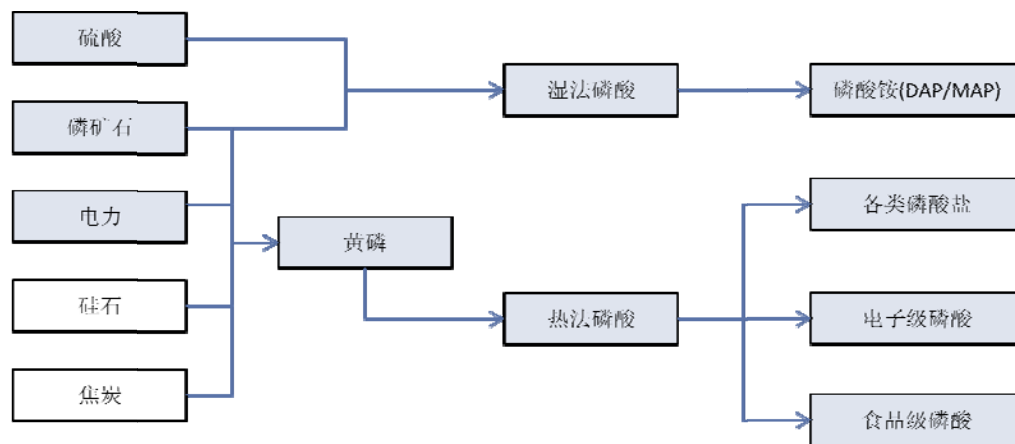 硫酸
磷矿石
电力
硅石
焦炭
黄磷
湿法磷酸
热法磷酸
磷酸铵(DAP/MAP)
各类磷酸盐
电子级磷酸
食品级磷酸